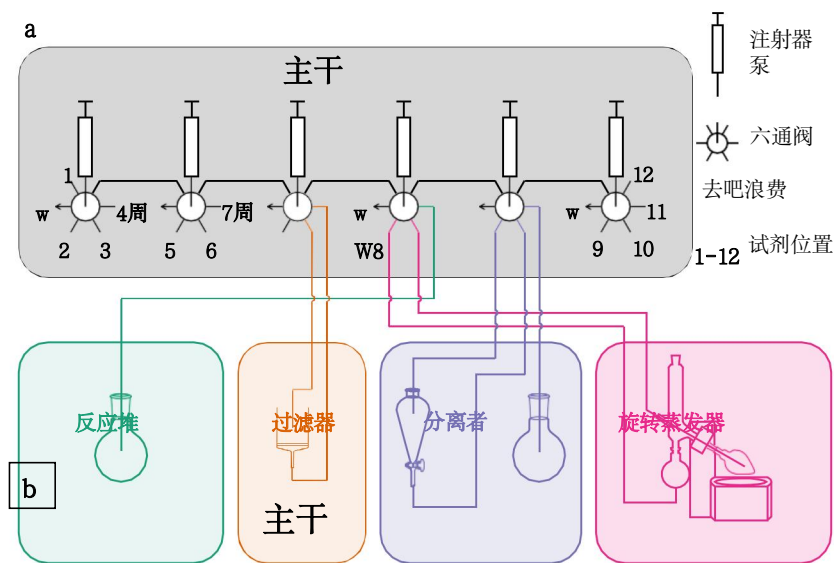 a
主干
注射器
泵
六通阀
去吧浪费
1-12 试剂位置
1
12
w
4周
7周
w
w
11
2
3
5
6
W8
9
10
反应堆
过滤器
分离者
旋转蒸发器
b
主干